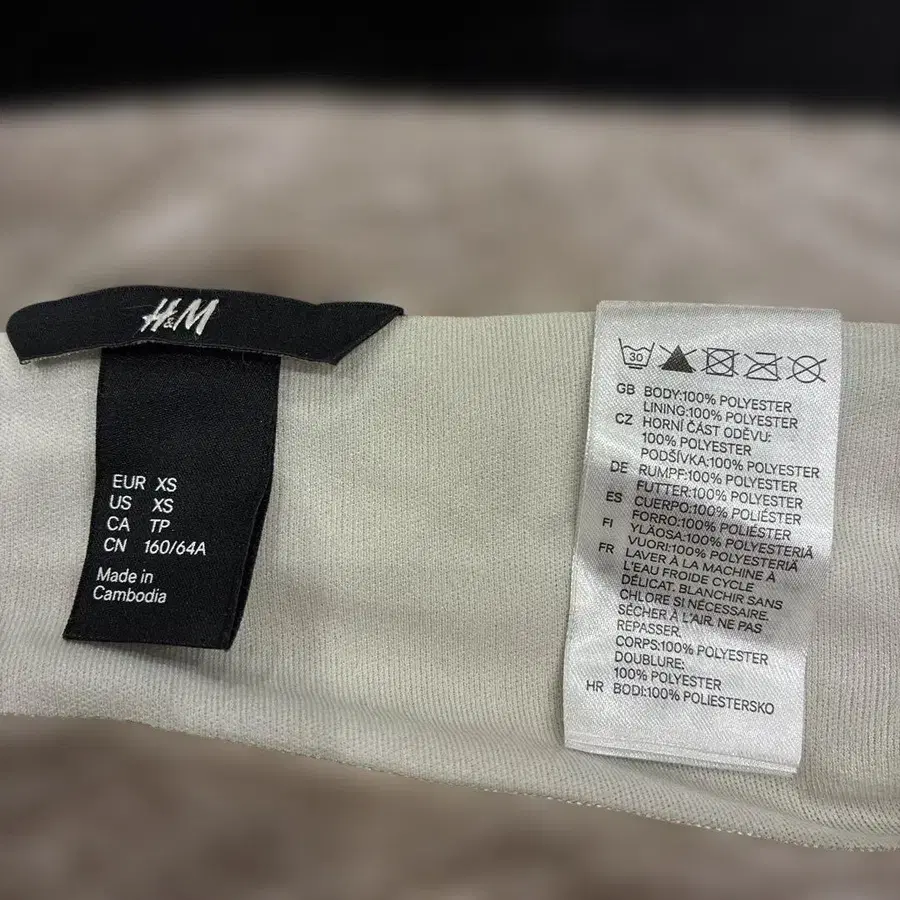 H&M
EUR XS
US XS
CA TP
CN 160/64A
Made in
Cambodia
30
GB BODY:100% POLYESTER
LINING:100% POLYESTER
CZ HORNÍ ČÁST ODĚVU:
100% POLYESTER
PODŠÍVKA:100% POLYESTER
DE RUMPF:100% POLYESTER
FUTTER:100% POLYESTER
ES CUERPO:100% POLIÉSTER
FORRO:100% POLIÉSTER
FI YLÄOSA:100% POLYESTERIÄ
VUORI:100% POLYESTERIÄ
FR LAVER À LA MACHINE À
L'EAU FROIDE CYCLE
DÉLICAT. BLANCHIR SANS
CHLORE SI NÉCESSAIRE.
SÉCHER À L'AIR. NE PAS
REPASSER.
CORPS:100% POLYESTER
DOUBLURE:
100% POLYESTER
HR BODI:100% POLIESTERSKO